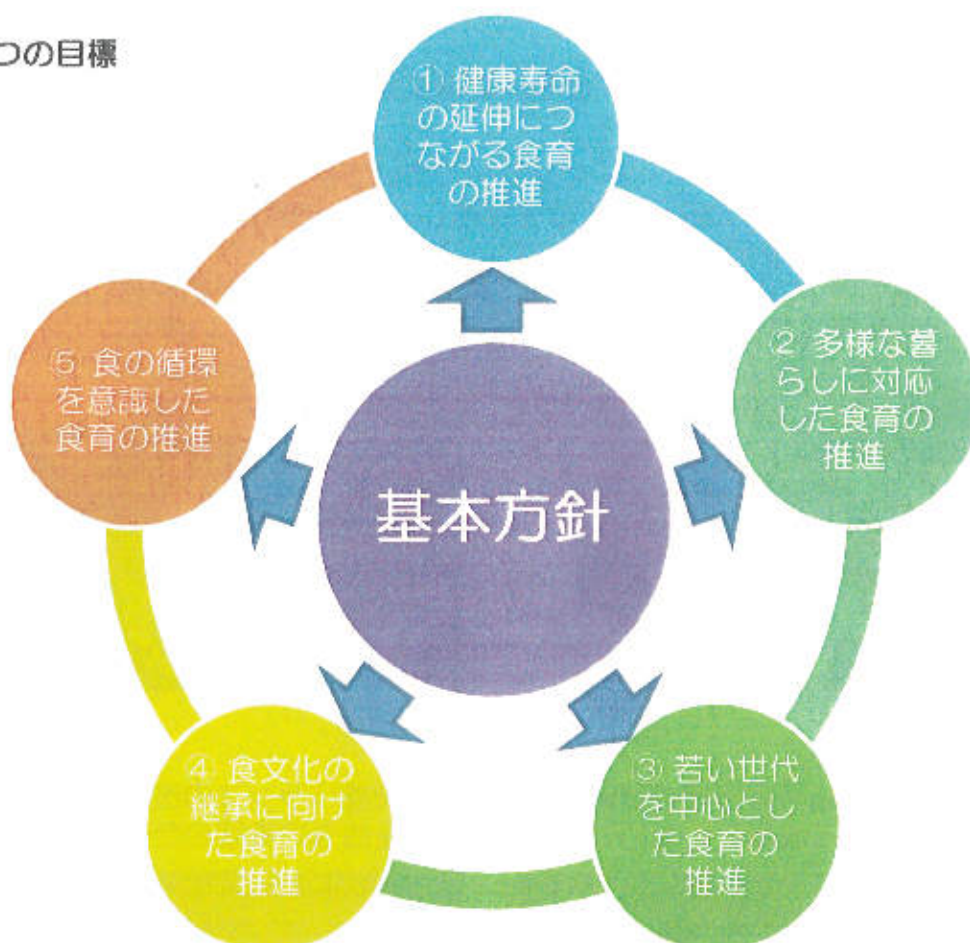 つの目標
① 健康寿命
の延伸につ
ながる食育
の推進
② 多様な暮
らしに対応
した食育の
推進
③ 若い世代
を中心とし
た食育の
推進
④ 食文化の
継承に向け
た食育の
推進
⑤ 食の循環
を意識した
食育の推進
基本方針